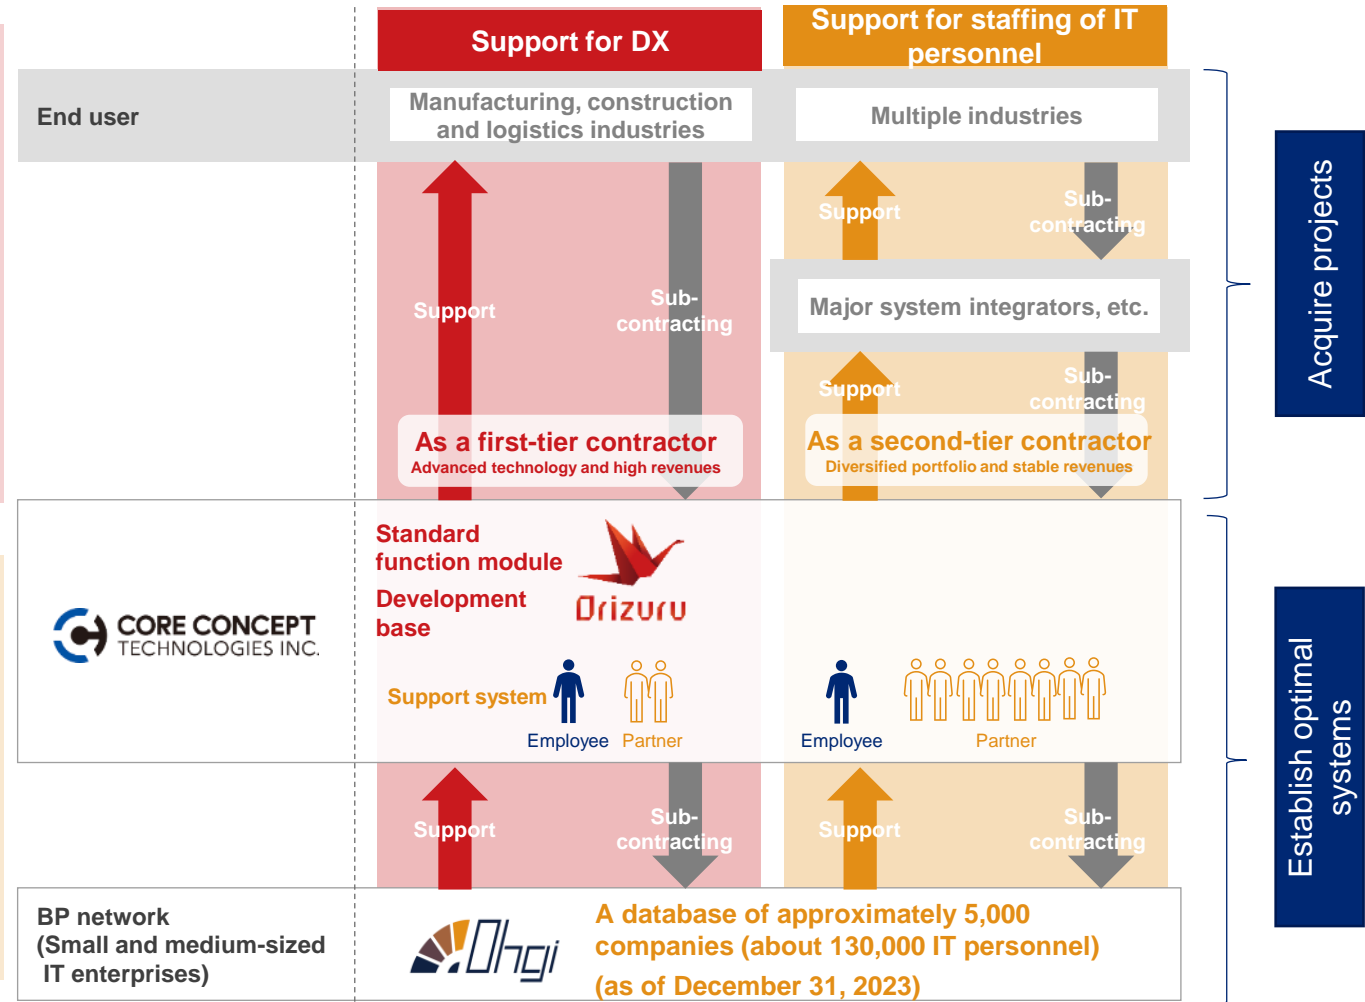 Support for DX
Support for staffing of IT
personnel
End user
Manufacturing, construction
and logistics industries
Multiple industries
Support
Sub-
contracting
Support
Sub-
contracting
Major system integrators, etc.
Support
Sub-
contracting
As a first-tier contractor
Advanced technology and high revenues
As a second-tier contractor
Diversified portfolio and stable revenues
Acquire projects
CORE CONCEPT
TECHNOLOGIES INC.
Standard
function module
Development
base
Orizuru
Support system
Employee
Partner
Employee
Partner
Establish optimal
systems
Support
Sub-
contracting
Support
Sub-
contracting
BP network
(Small and medium-sized
IT enterprises)
Ohgi
A database of approximately 5,000
companies (about 130,000 IT personnel)
(as of December 31, 2023)